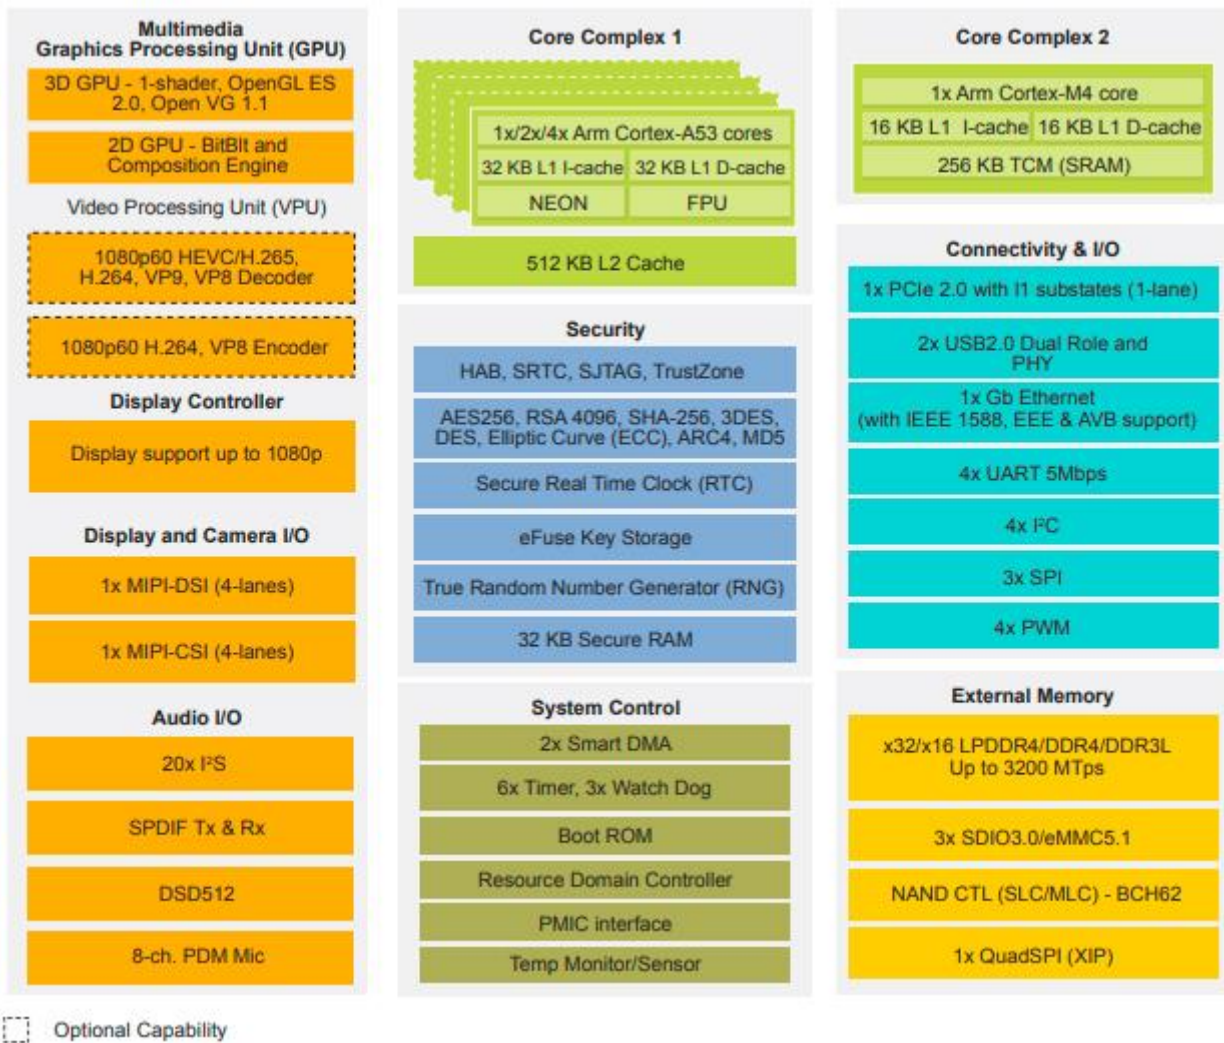 Multimedia
Graphics Processing Unit (GPU)
3D GPU - 1-shader, OpenGL ES
2.0, Open VG 1.1
2D GPU - BitBlt and
Composition Engine
Video Processing Unit (VPU)
1080p60 HEVC/H.265,
H.264, VP9, VP8 Decoder
1080p60 H.264, VP8 Encoder
Display Controller
Display support up to 1080p
Display and Camera I/O
1x MIPI-DSI (4-lanes)
1x MIPI-CSI (4-lanes)
Audio I/O
20x I²S
SPDIF Tx & Rx
DSD512
8-ch. PDM Mic
Core Complex 1
1x/2x/4x Arm Cortex-A53 cores
32 KB L1 I-cache
32 KB L1 D-cache
NEON
FPU
512 KB L2 Cache
Security
HAB, SRTC, SJTAG, TrustZone
AES256, RSA 4096, SHA-256, 3DES,
DES, Elliptic Curve (ECC), ARC4, MD5
Secure Real Time Clock (RTC)
eFuse Key Storage
True Random Number Generator (RNG)
32 KB Secure RAM
System Control
2x Smart DMA
6x Timer, 3x Watch Dog
Boot ROM
Resource Domain Controller
PMIC interface
Temp Monitor/Sensor
Core Complex 2
1x Arm Cortex-M4 core
16 KB L1 I-cache
16 KB L1 D-cache
256 KB TCM (SRAM)
Connectivity & I/O
1x PCIe 2.0 with l1 substates (1-lane)
2x USB2.0 Dual Role and
PHY
1x Gb Ethernet
(with IEEE 1588, EEE & AVB support)
4x UART 5Mbps
4x I²C
3x SPI
4x PWM
External Memory
x32/x16 LPDDR4/DDR4/DDR3L
Up to 3200 MTps
3x SDIO3.0/eMMC5.1
NAND CTL (SLC/MLC) - BCH62
1x QuadSPI (XIP)
Optional Capability